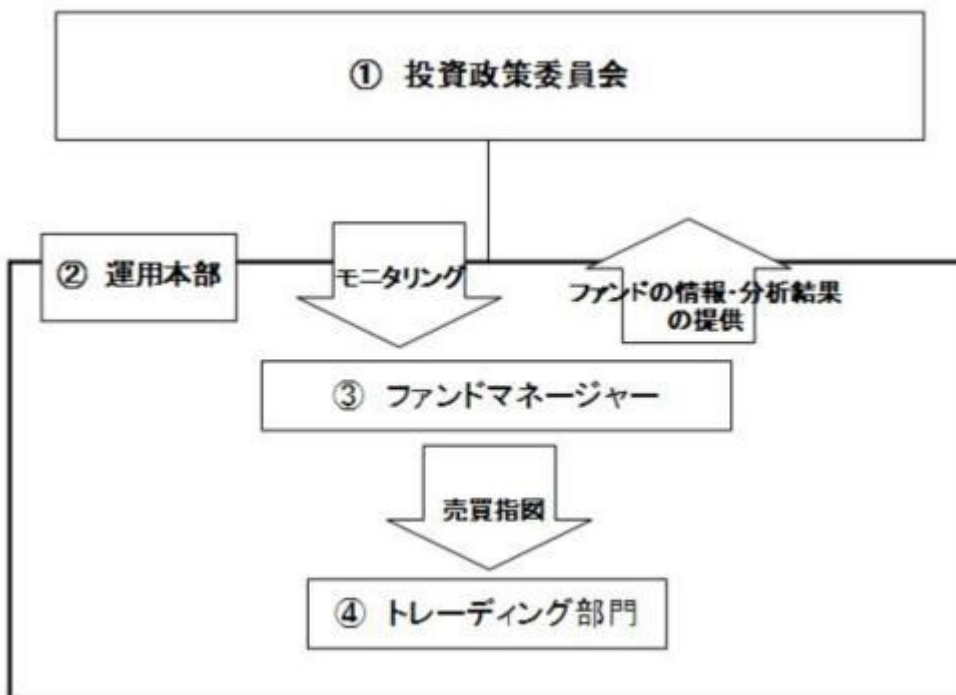 ① 投資政策委員会
② 運用本部
モニタリング
ファンドの情報・分析結果
の提供
③ ファンドマネージャー
売買指図
④ トレーディング部門